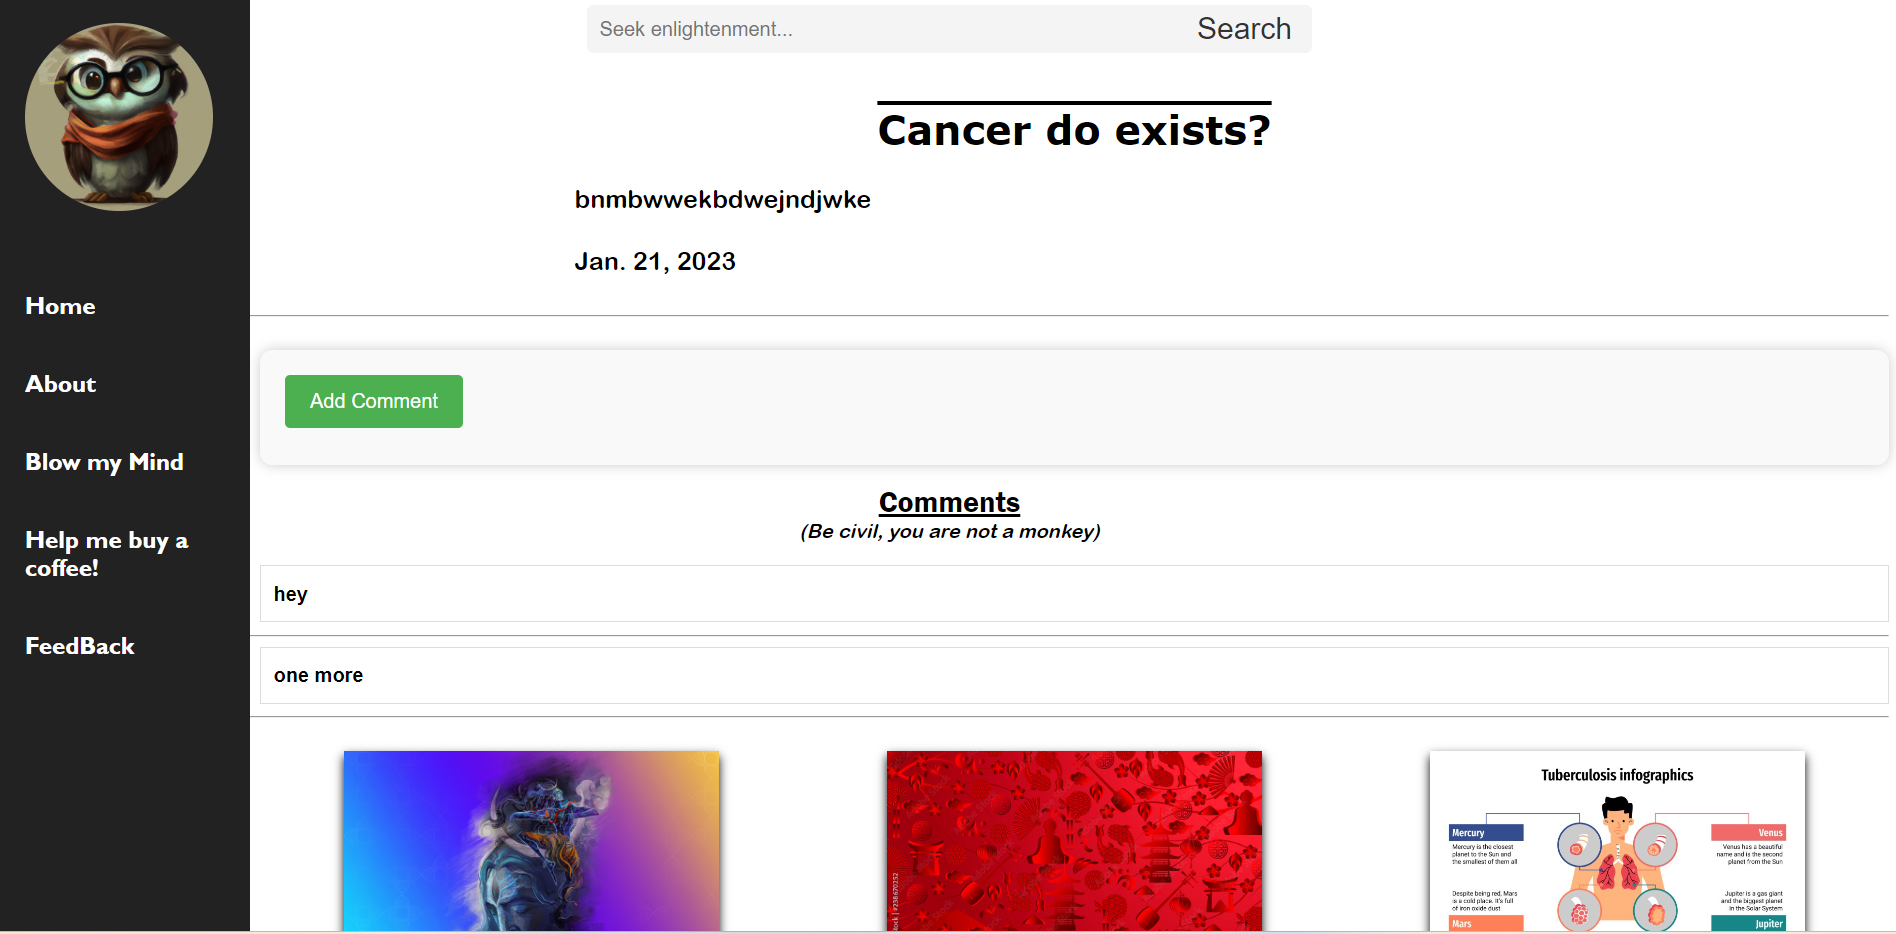 Seek enlightenment...
Search
Cancer do exists?
bnmbwwekbdwejndjwke
Jan. 21, 2023
Home
About
Blow my Mind
Help me buy a
coffee!
FeedBack
Add Comment
Comments
(Be civil, you are not a monkey)
hey
one more
ock | #238670252
Tuberculosis infographics
Mercury
Mercury is the closest
planet to the Sun and
the smallest of them all
Venus
Venus has a beautiful
name and is the second
planet from the Sun
Despite being red, Mars
is a cold place. It's full
of iron oxide dust
Mars
Jupiter is a gas giant
and the biggest planet
in the Solar System
Jupiter